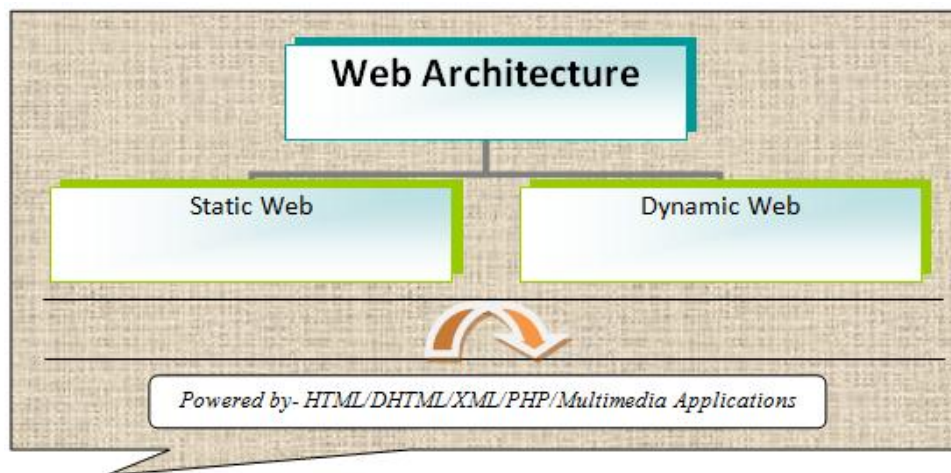 Web Architecture
Static Web
Dynamic Web
Powered by- HTML/DHTML/XML/PHP/Multimedia Applications